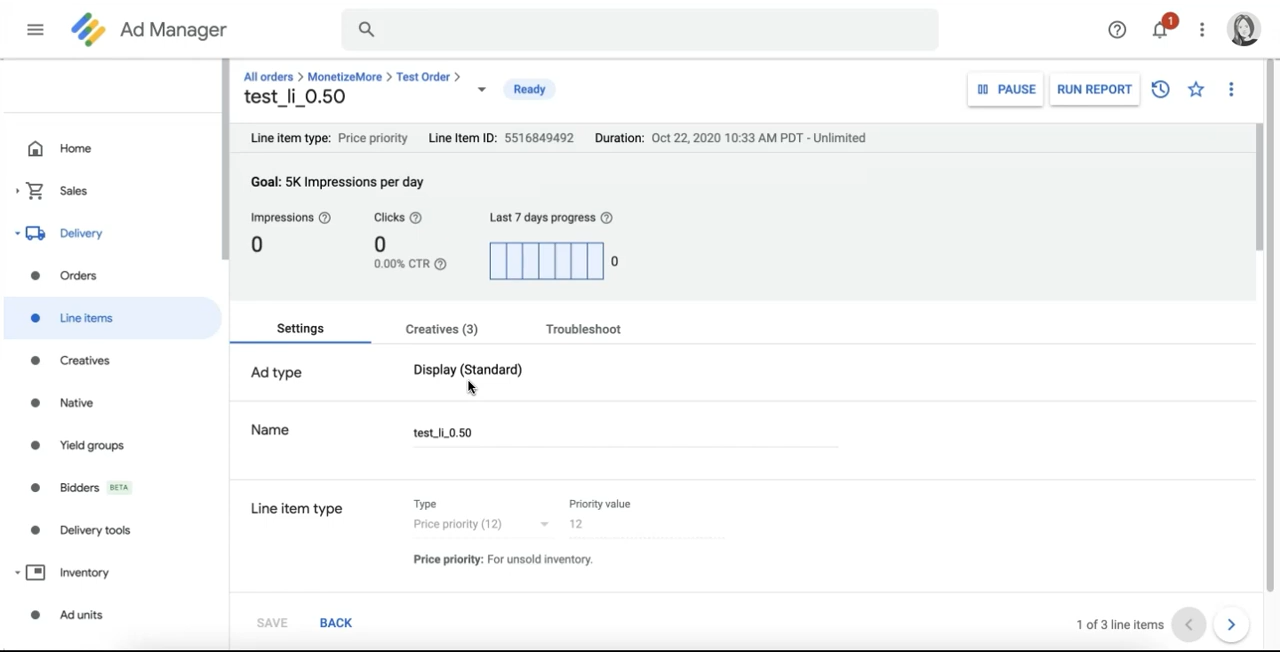 Ad Manager
1
All orders > MonetizeMore > Test Order >
test_li_0.50
Ready
PAUSE
RUN REPORT
Line item type: Price priority
Line Item ID: 5516849492
Duration: Oct 22, 2020 10:33 AM PDT - Unlimited
Home
Sales
Delivery
Orders
Line items
Creatives
Native
Yield groups
Bidders BETA
Delivery tools
Inventory
Ad units
Goal: 5K Impressions per day
Impressions
0
Clicks
0
0.00% CTR
Last 7 days progress
0
Settings
Creatives (3)
Troubleshoot
Ad type
Display (Standard)
Name
test_li_0.50
Line item type
Type
Price priority (12)
Priority value
12
Price priority: For unsold inventory.
SAVE
BACK
1 of 3 line items